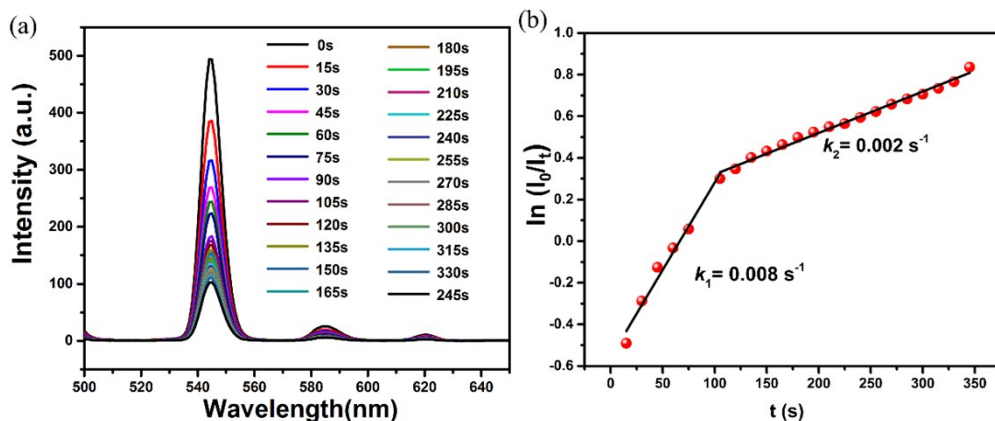 (a)
Intensity (a.u.)
500
400
300
200
100
0
0s
15s
30s
45s
60s
75s
90s
105s
120s
135s
150s
165s
180s
195s
210s
225s
240s
255s
270s
285s
300s
315s
330s
245s
500 520 540 560 580 600 620 640
Wavelength(nm)
(b)
ln (I₀/Iₜ)
1.0
0.8
0.6
0.4
0.2
0.0
-0.2
-0.4
-0.6
k₂= 0.002 s⁻¹
k₁= 0.008 s⁻¹
0 50 100 150 200 250 300 350
t (s)